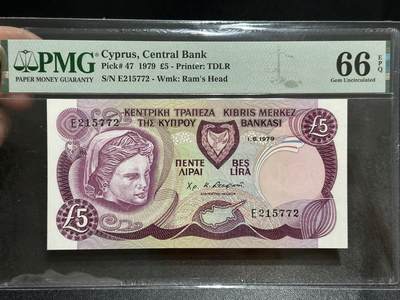 PMG
PAPER MONEY GUARANTY
Cyprus, Central Bank
Pick# 47 1979 £5 - Printer: TDLR
S/N E215772 - Wmk: Ram's Head
66 EPQ
Gem Uncirculated
ΚΕΝΤΡΙΚΗ ΤΡΑΠΕΖΑ KIBRIS MERKEZ
ΤΗΣ ΚΥΠΡΟΥ BANKASI
E215772
1.6.1979
£5
ΠΕΝΤΕ BEŞ
ΛΙΡΑΙ LİRA
£5
E215772